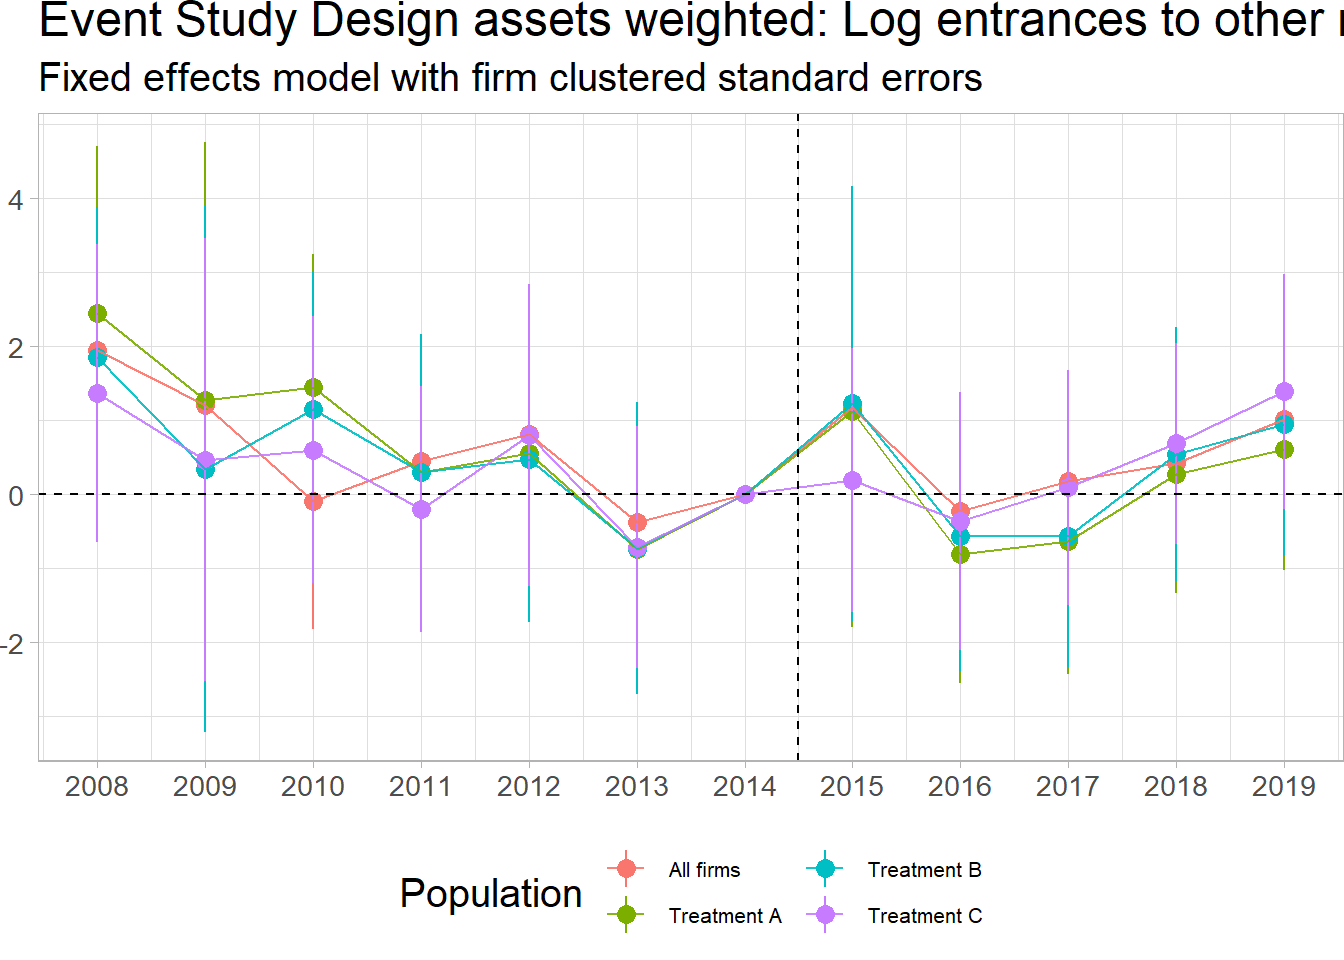 Event Study Design assets weighted: Log entrances to other
Fixed effects model with firm clustered standard errors
4
2
0
-2
2008 2009 2010 2011 2012 2013 2014 2015 2016 2017 2018 2019
Population
All firms
Treatment A
Treatment B
Treatment C